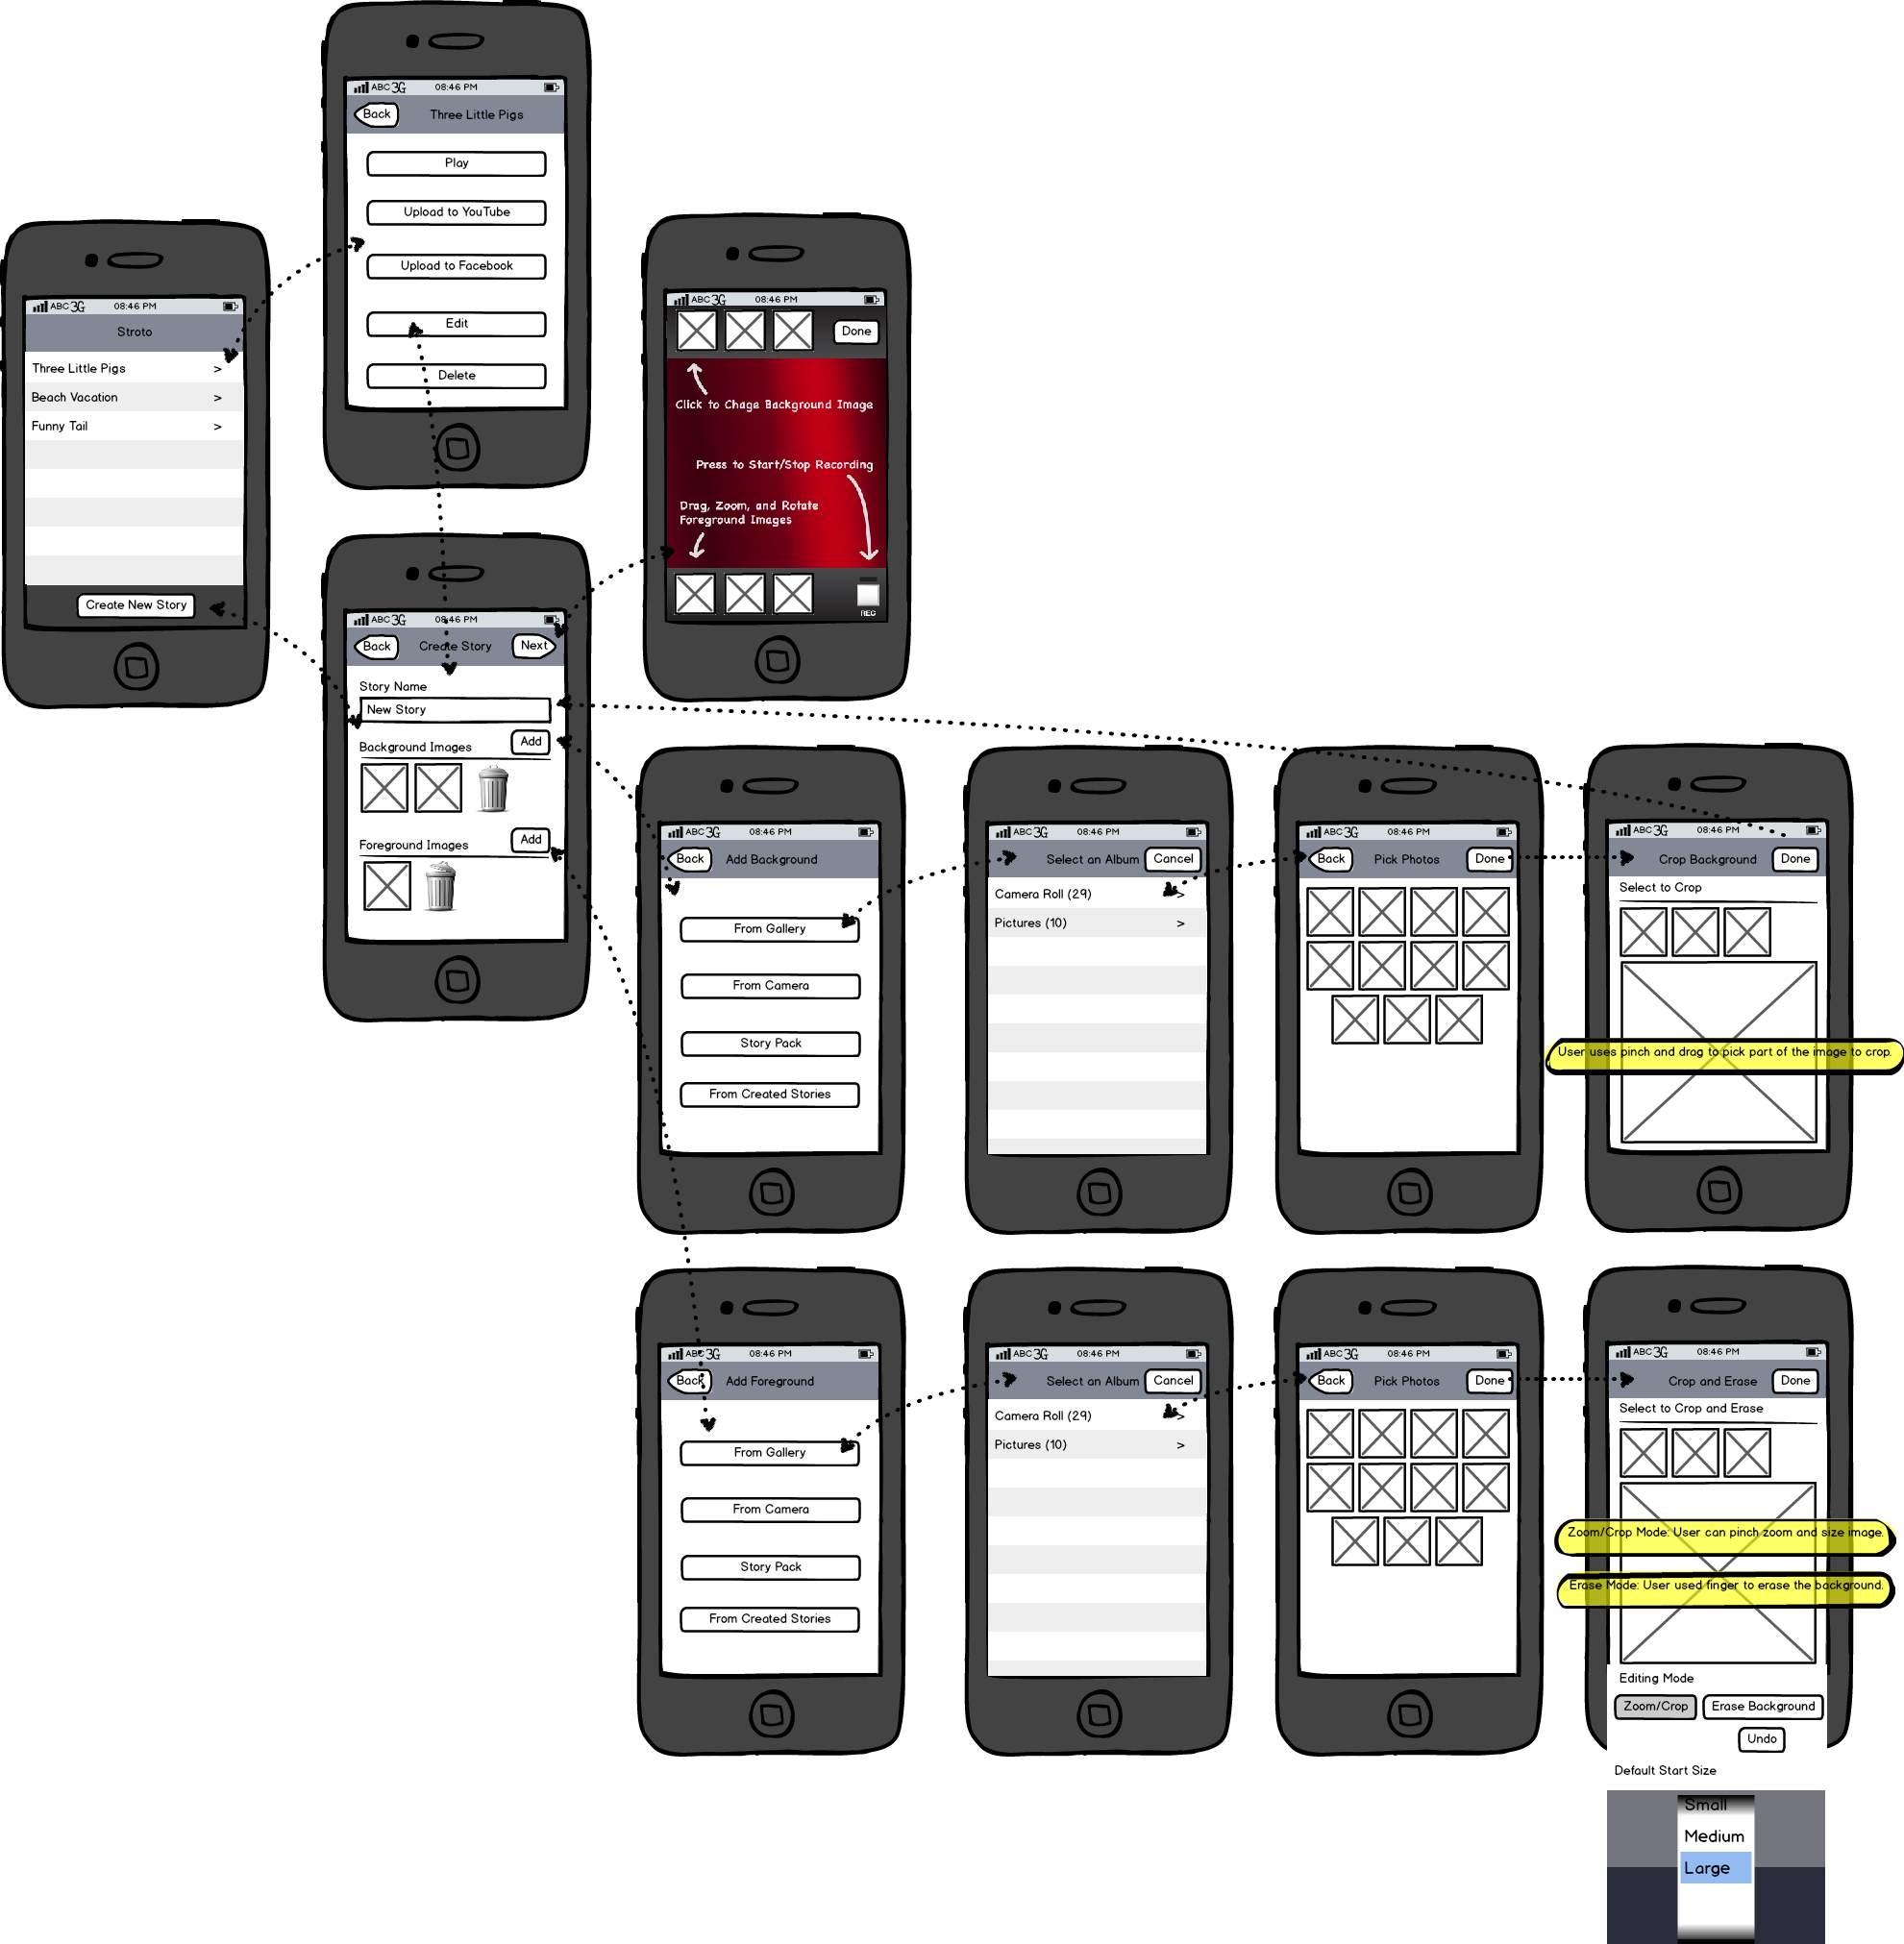 ABC 3G 08:46 PM
Back Three Little Pigs
Play
Upload to YouTube
Upload to Facebook
Edit
Delete
ABC 3G 08:46 PM
Stroto
Three Little Pigs >
Beach Vacation >
Funny Tail >
Create New Story
ABC 3G 08:46 PM
Done
Click to Chage Background Image
Press to Start/Stop Recording
Drag, Zoom, and Rotate
Foreground Images
REC
ABC 3G 08:46 PM
Back Create Story Next
Story Name
New Story
Background Images Add
Foreground Images Add
ABC 3G 08:46 PM
Back Add Background
From Gallery
From Camera
Story Pack
From Created Stories
ABC 3G 08:46 PM
Select an Album Cancel
Camera Roll (29) >
Pictures (10) >
ABC 3G 08:46 PM
Back Pick Photos Done
ABC 3G 08:46 PM
Crop Background Done
Select to Crop
User uses pinch and drag to pick part of the image to crop.
ABC 3G 08:46 PM
Back Add Foreground
From Gallery
From Camera
Story Pack
From Created Stories
ABC 3G 08:46 PM
Select an Album Cancel
Camera Roll (29) >
Pictures (10) >
ABC 3G 08:46 PM
Back Pick Photos Done
ABC 3G 08:46 PM
Crop and Erase Done
Select to Crop and Erase
Zoom/Crop Mode: User can pinch zoom and size image.
Erase Mode: User used finger to erase the background.
Editing Mode
Zoom/Crop Erase Background
Undo
Default Start Size
Small
Medium
Large